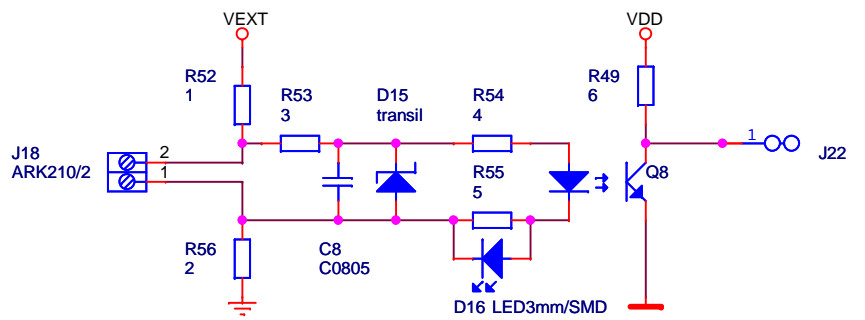 VEXT
VDD
R52
1
R53
3
D15
transil
R54
4
R49
6
J18
ARK210/2
2
1
1
J22
R55
5
Q8
R56
2
C8
C0805
D16 LED3mm/SMD